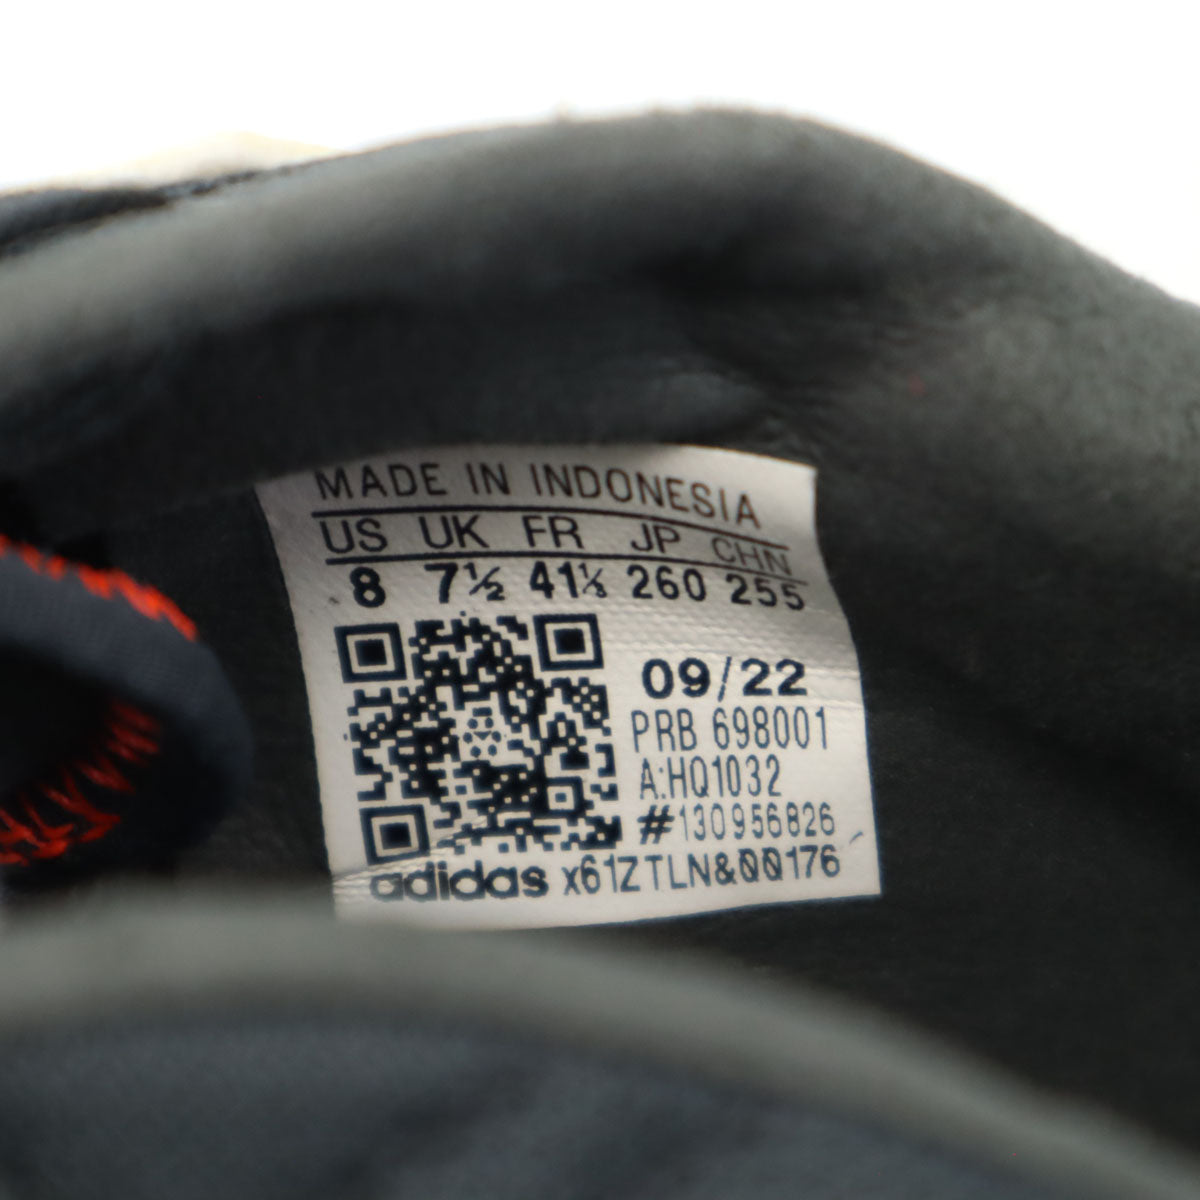 MADE IN INDONESIA
US UK FR JP CHN
8 7½ 41⅓ 260 255
09/22
PRB 698001
A:HQ1032
#130956826
adidas x61ZTLN&00176